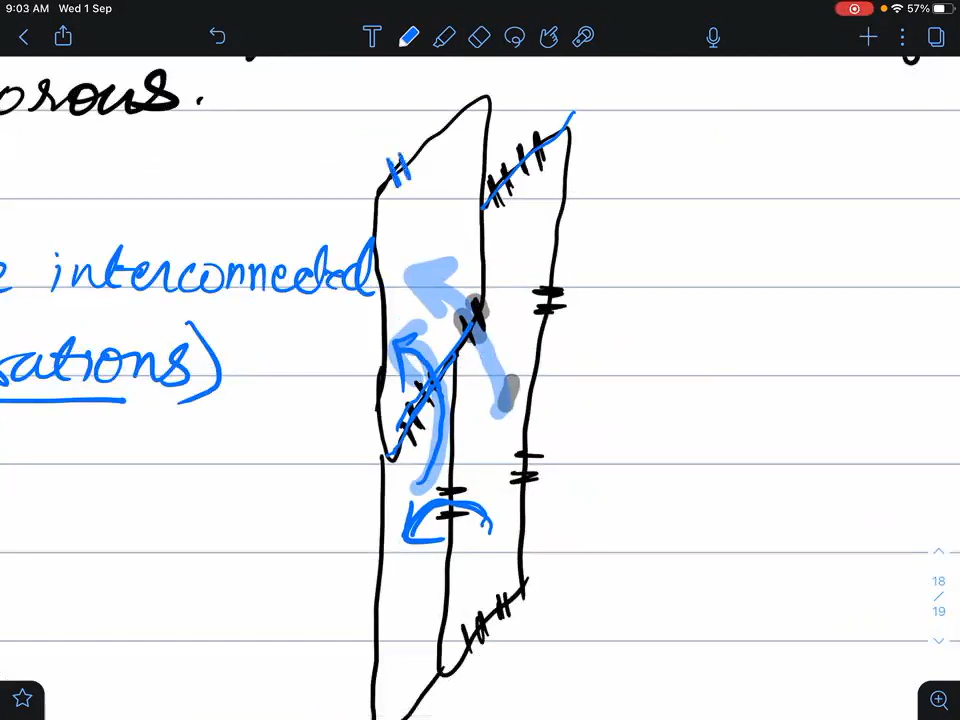 9:03 AM Wed 1 Sep
57%
orous.
interconnected
ations)
18
/
19